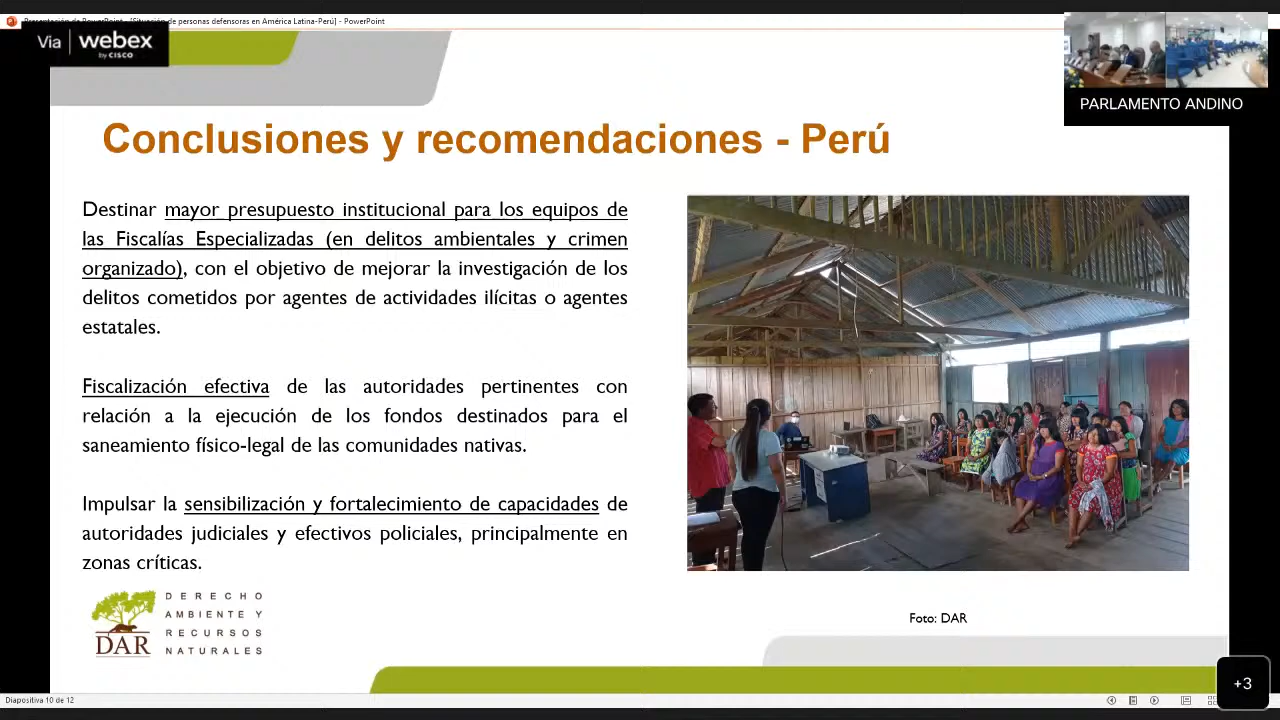 Presentación de PowerPoint - [Situación de personas defensoras en América Latina-Perú] - PowerPoint
Via webex
by CISCO
PARLAMENTO ANDINO
Conclusiones y recomendaciones - Perú
Destinar mayor presupuesto institucional para los equipos de
las Fiscalías Especializadas (en delitos ambientales y crimen
organizado), con el objetivo de mejorar la investigación de los
delitos cometidos por agentes de actividades ilícitas o agentes
estatales.
Fiscalización efectiva de las autoridades pertinentes con
relación a la ejecución de los fondos destinados para el
saneamiento físico-legal de las comunidades nativas.
Impulsar la sensibilización y fortalecimiento de capacidades de
autoridades judiciales y efectivos policiales, principalmente en
zonas críticas.
DAR
DERECHO
AMBIENTE Y
RECURSOS
NATURALES
Foto: DAR
Diapositiva 10 de 12
+3